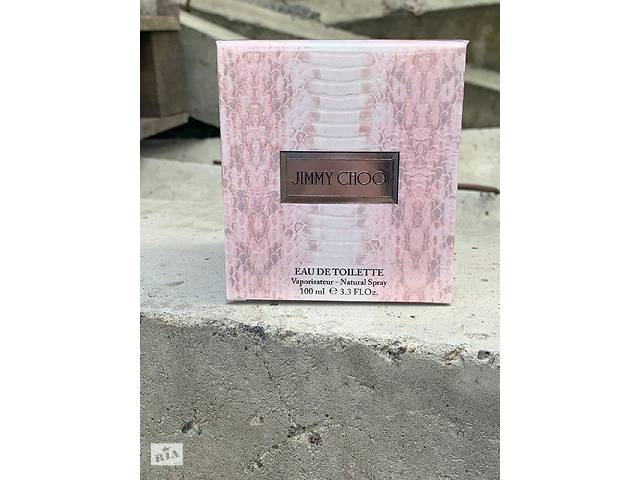 JIMMY CHOO
EAU DE TOILETTE
Vaporisateur - Natural Spray
100 ml ℮ 3.3 Fl.Oz.
RIA